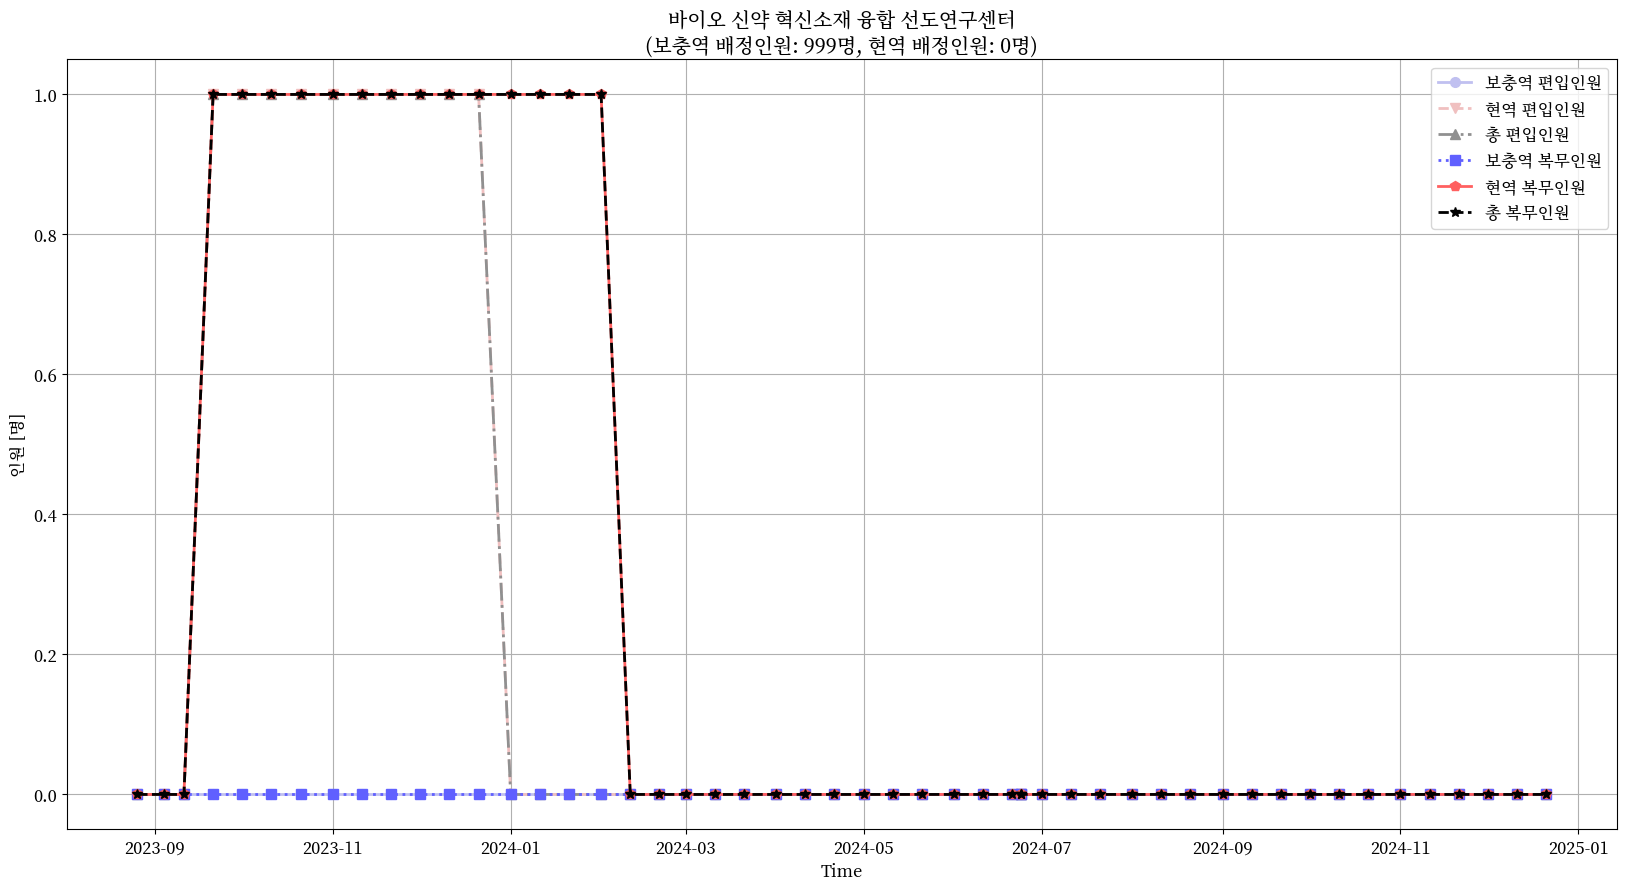 바이오 신약 혁신소재 융합 선도연구센터
(보충역 배정인원: 999명, 현역 배정인원: 0명)
보충역 편입인원
현역 편입인원
총 편입인원
보충역 복무인원
현역 복무인원
총 복무인원
인원 [명]
1.0
0.8
0.6
0.4
0.2
0.0
2023-09
2023-11
2024-01
2024-03
2024-05
2024-07
2024-09
2024-11
2025-01
Time